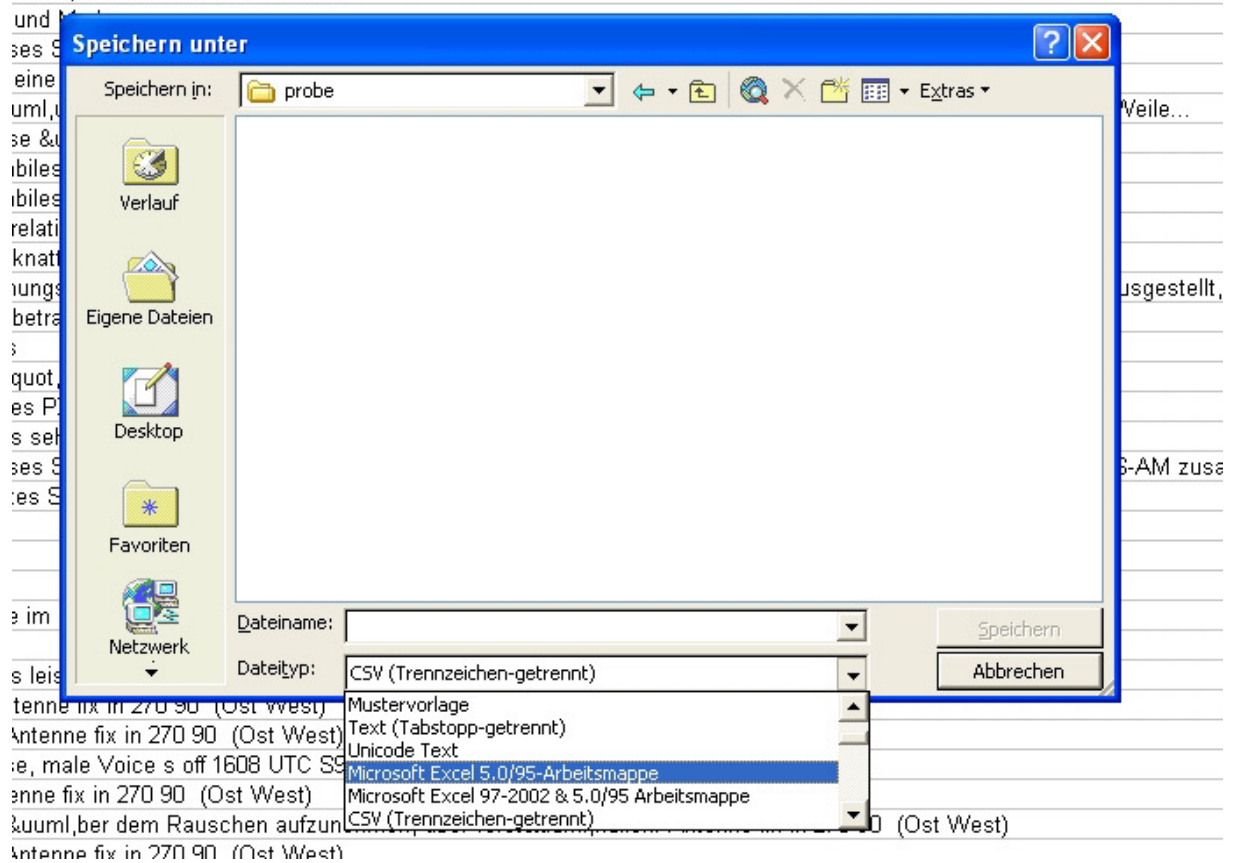 und
Speichern unter
ses S
eine
Speichern in:
probe
Extras
uml,u
Weile...
se &u
ibiles
Verlauf
ibiles
relati
knatt
nungs
usgestellt,
betra
Eigene Dateien
s
quot,
es P
s seh
Desktop
ses S
S-AM zusa
tes S
Favoriten
e im
Dateiname:
Speichern
Netzwerk
s leis
Dateityp:
CSV (Trennzeichen-getrennt)
Abbrechen
tenne fix in 270 90 (Ost West)
Mustervorlage
Antenne fix in 270 90 (Ost West)
Text (Tabstopp-getrennt)
Unicode Text
se, male Voice s off 1608 UTC S9
Microsoft Excel 5.0/95-Arbeitsmappe
enne fix in 270 90 (Ost West)
Microsoft Excel 97-2002 & 5.0/95 Arbeitsmappe
CSV (Trennzeichen-getrennt)
&uuml,ber dem Rauschen (Ost West)
Antenne fix in 270 90 (Ost West)